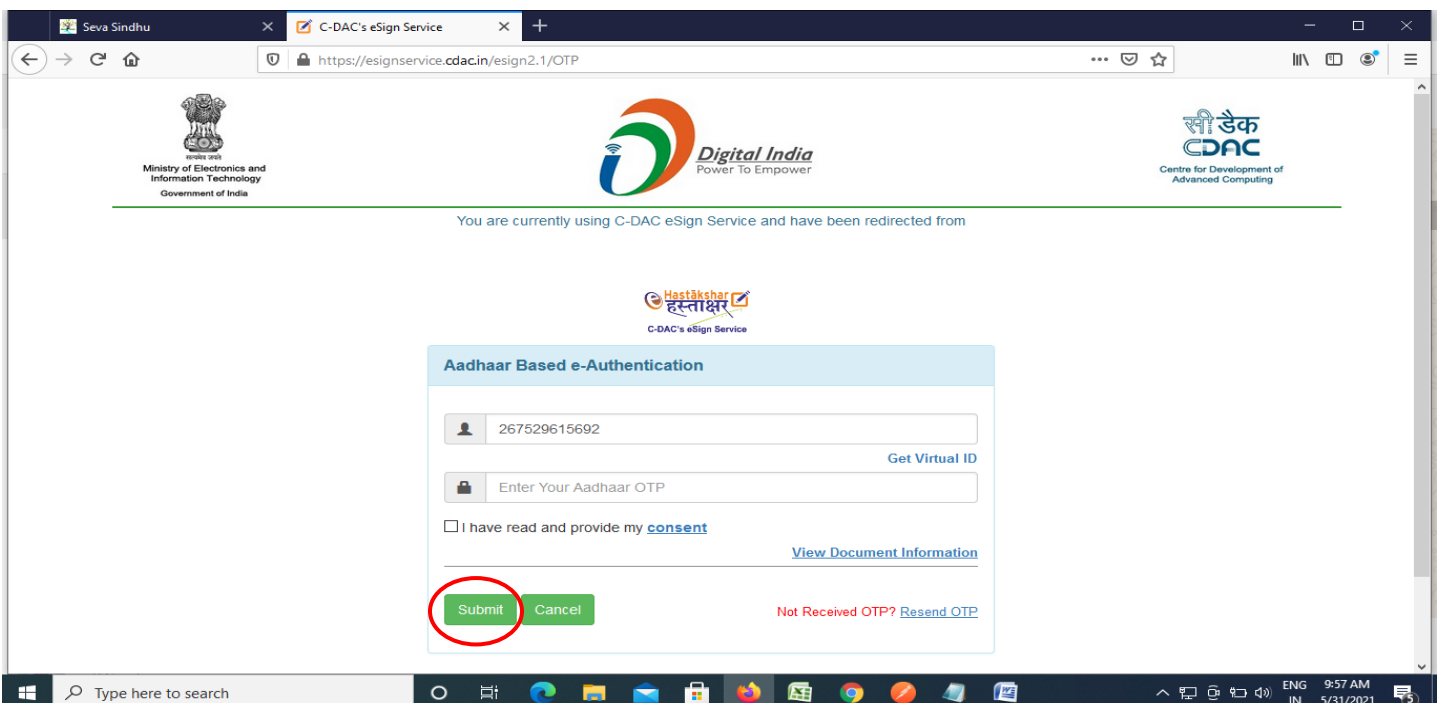 Seva Sindhu
C-DAC's eSign Service
https://esignservice.cdac.in/esign2.1/OTP
सत्यमेव जयते
Ministry of Electronics and
Information Technology
Government of India
Digital India
Power To Empower
सी डैक
CDAC
Centre for Development of
Advanced Computing
You are currently using C-DAC eSign Service and have been redirected from
e Hastākshar
हस्ताक्षर
C-DAC's eSign Service
Aadhaar Based e-Authentication
267529615692
Get Virtual ID
Enter Your Aadhaar OTP
I have read and provide my consent
View Document Information
Submit Cancel Not Received OTP? Resend OTP
Type here to search
ENG 9:57 AM
IN 5/31/2021 5